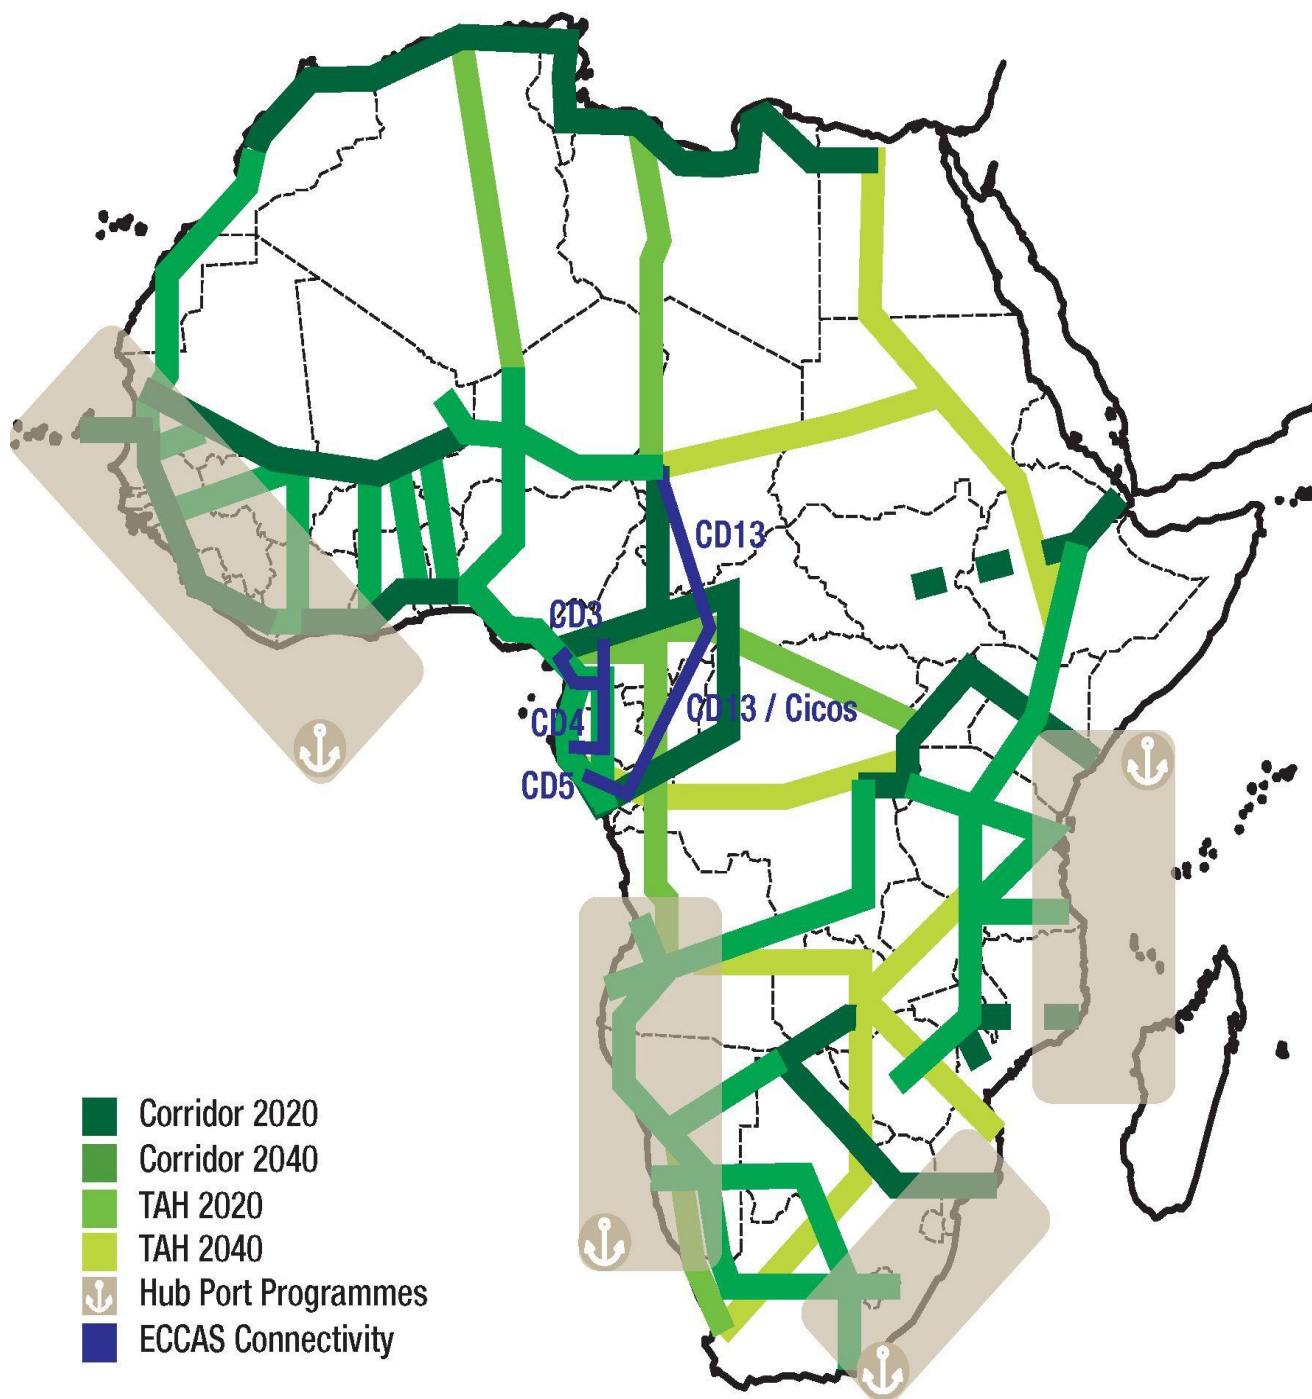 CD13
CD3
CD13 / Cicos
CD4
CD5
Corridor 2020
Corridor 2040
TAH 2020
TAH 2040
Hub Port Programmes
ECCAS Connectivity